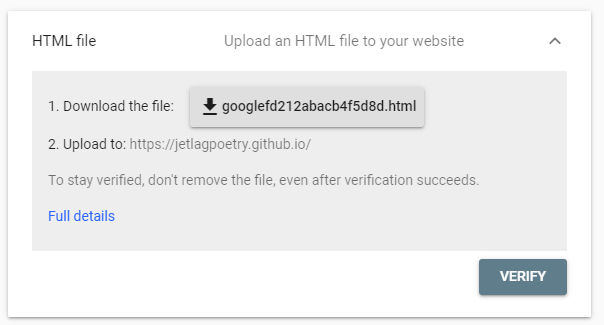 HTML file Upload an HTML file to your website
1. Download the file: googlefd212abacb4f5d8d.html
2. Upload to: https://jetlagpoetry.github.io/
To stay verified, don't remove the file, even after verification succeeds.
Full details
VERIFY